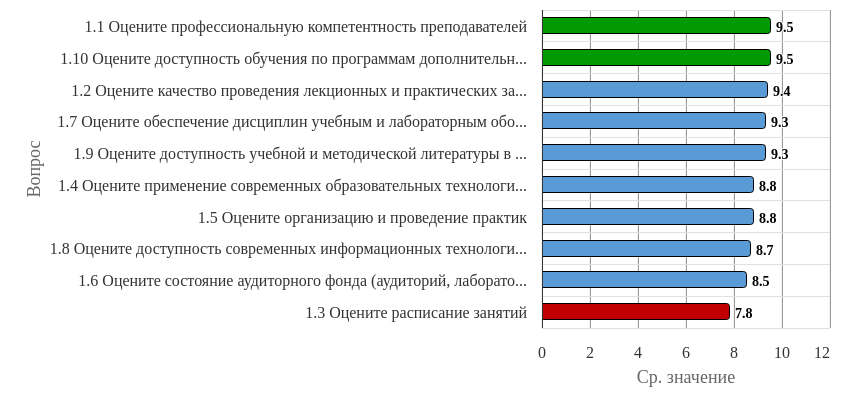 1.1 Оцените профессиональную компетентность преподавателей 9.5
1.10 Оцените доступность обучения по программам дополнительн... 9.5
1.2 Оцените качество проведения лекционных и практических за... 9.4
1.7 Оцените обеспечение дисциплин учебным и лабораторным обо... 9.3
1.9 Оцените доступность учебной и методической литературы в ... 9.3
1.4 Оцените применение современных образовательных технологи... 8.8
1.5 Оцените организацию и проведение практик 8.8
1.8 Оцените доступность современных информационных технологи... 8.7
1.6 Оцените состояние аудиторного фонда (аудиторий, лаборато... 8.5
1.3 Оцените расписание занятий 7.8
Вопрос
0 2 4 6 8 10 12
Ср. значение